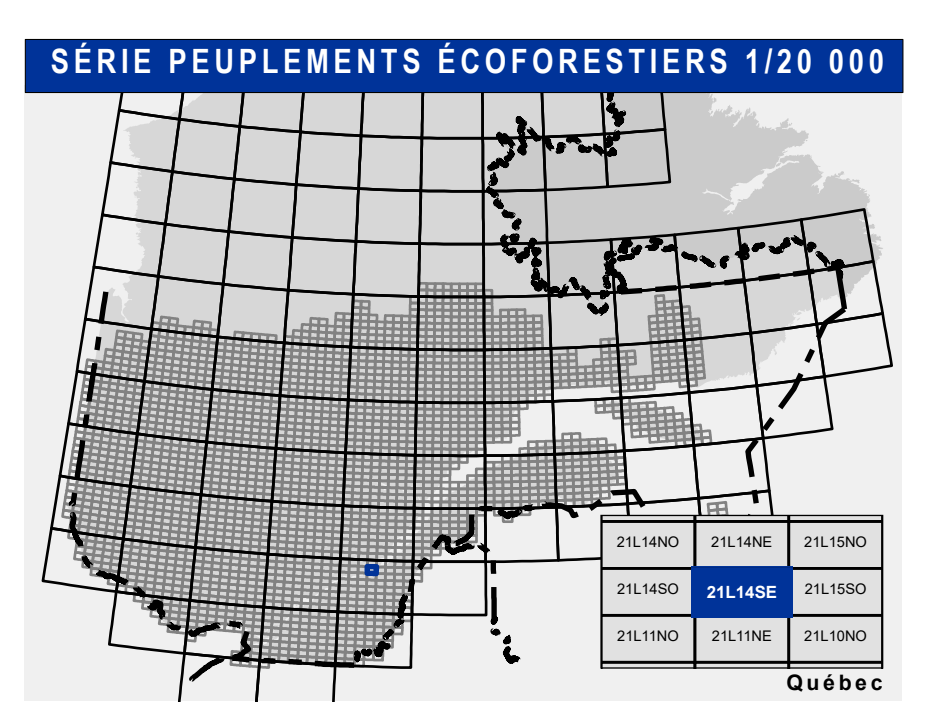 SÉRIE PEUPLEMENTS ÉCOFORESTIERS 1/20 000
21L14NO 21L14NE 21L15NO
21L14SO 21L14SE 21L15SO
21L11NO 21L11NE 21L10NO
Québec